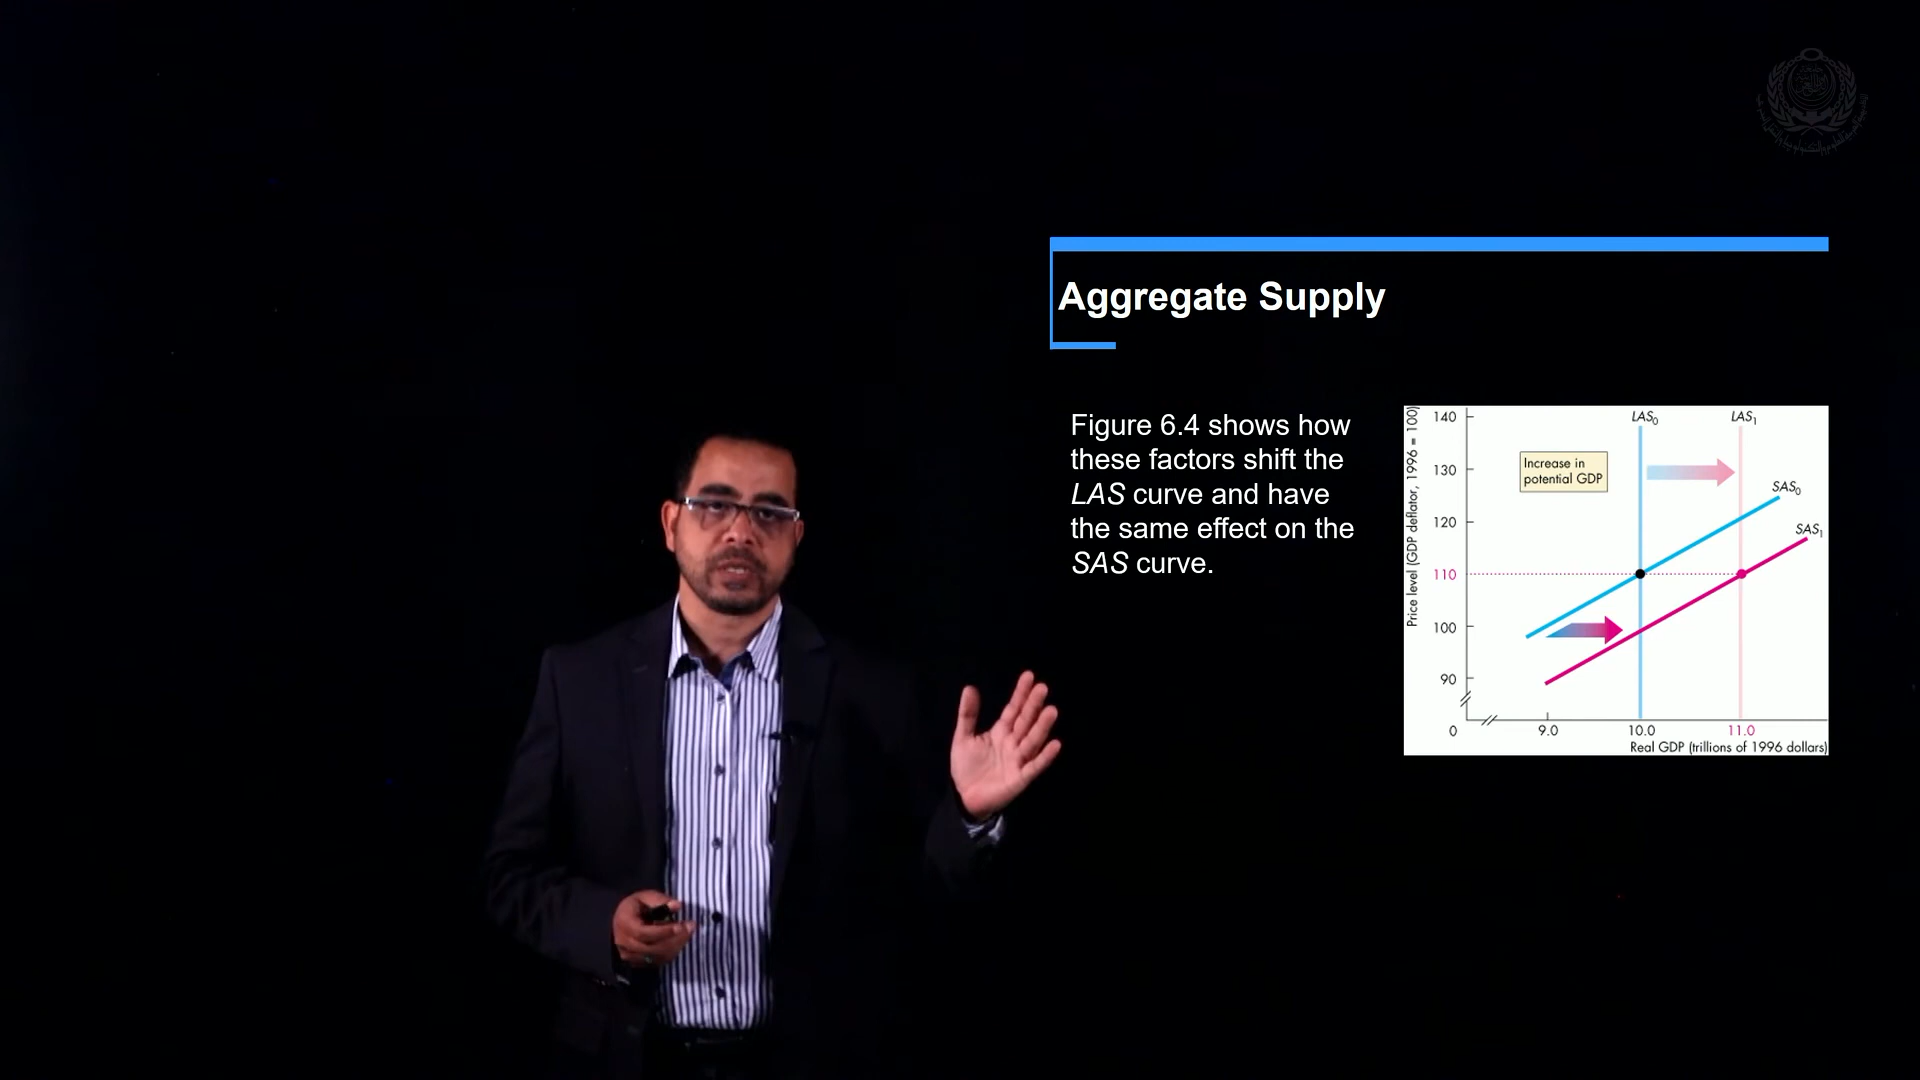 Aggregate Supply
Figure 6.4 shows how
these factors shift the
LAS curve and have
the same effect on the
SAS curve.
Price level (GDP deflator, 1996 = 100)
140
130
120
110
100
90
0
LAS₀
LAS₁
Increase in
potential GDP
SAS₀
SAS₁
9.0
10.0
11.0
Real GDP (trillions of 1996 dollars)